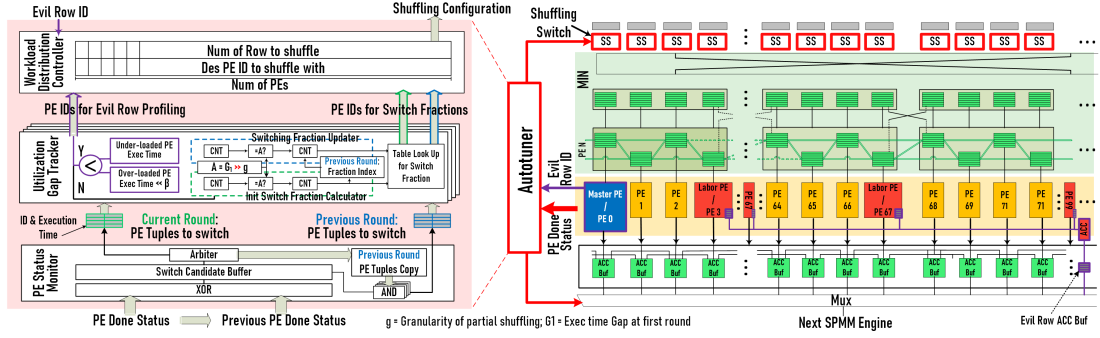 Evil Row ID
Shuffling Configuration
Workload
Distribution
Controller
Num of Row to shuffle
Des PE ID to shuffle with
Num of PEs
PE IDs for Evil Row Profiling
PE IDs for Switch Fractions
Utilization
Gap Tracker
Y
<
N
Under-loaded PE
Exec Time
Over-loaded PE
Exec Time << β
Switching Fraction Updater
CNT
=A?
CNT
A = G1 >> g
Previous Round:
Fraction Index
CNT
=A?
CNT
Init Switch Fraction Calculator
Table Look Up
for Switch
Fraction
ID & Execution
Time
Current Round:
PE Tuples to switch
Previous Round:
PE Tuples to switch
PE Status
Monitor
Arbiter
Switch Candidate Buffer
XOR
Previous Round
PE Tuples Copy
AND
PE Done Status
Previous PE Done Status
g = Granularity of partial shuffling; G1 = Exec time Gap at first round
Autotuner
Shuffling
Switch
SS
SS
SS
SS
SS
SS
SS
SS
SS
SS
SS
SS
MIN
PE N
Evil
Row ID
PE Done
Status
Master PE
/
PE 0
PE
1
PE
2
Labor PE
/
PE 3
PE 67
PE
64
PE
65
PE
66
Labor PE
/
PE 67
PE
68
PE
69
PE
71
PE
71
PE 99
ACC
ACC
Buf
ACC
Buf
ACC
Buf
ACC
Buf
ACC
Buf
ACC
Buf
ACC
Buf
ACC
Buf
ACC
Buf
ACC
Buf
ACC
Buf
ACC
Buf
Mux
Next SPMM Engine
Evil Row ACC Buf